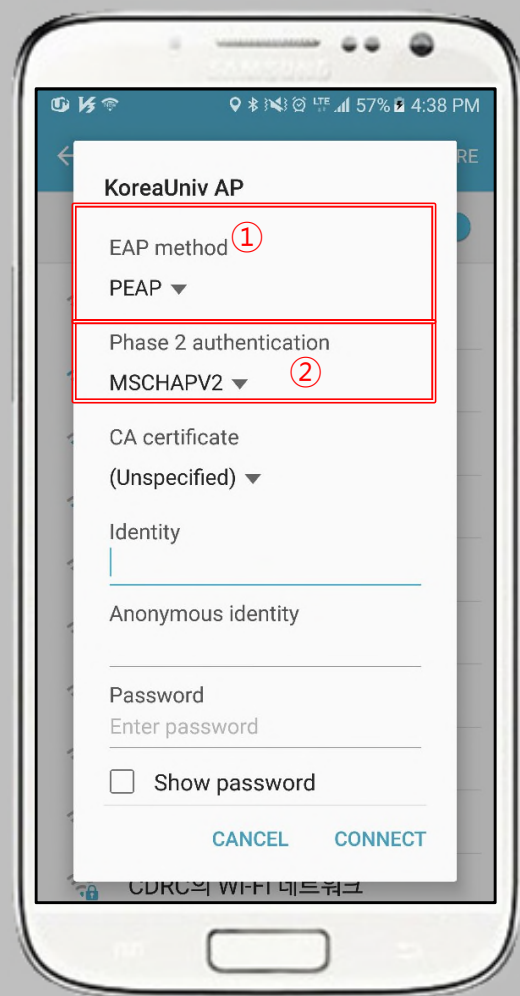 SAMSUNG
LTE 57% 4:38 PM
RE
KoreaUniv AP
EAP method ①
PEAP
Phase 2 authentication
MSCHAPV2 ②
CA certificate
(Unspecified)
Identity
Anonymous identity
Password
Enter password
Show password
CANCEL CONNECT
CDRC의 WI-FI 네트워크